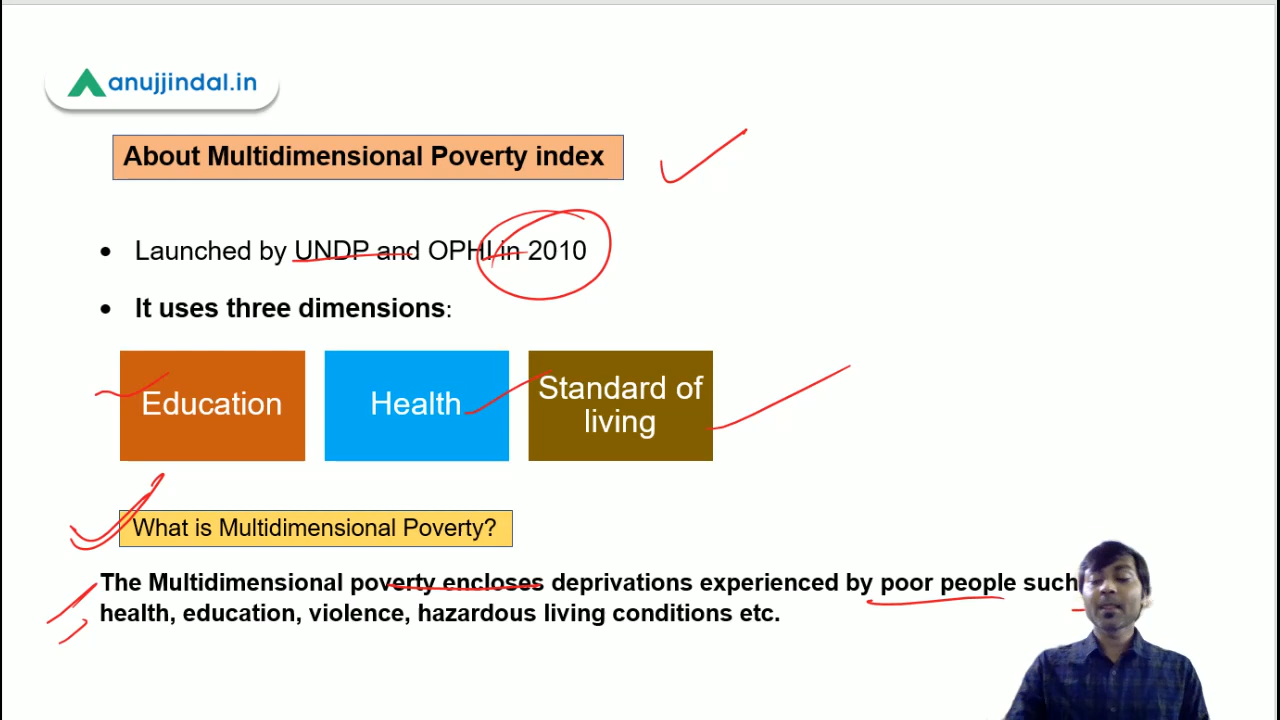 anujjindal.in
About Multidimensional Poverty index
• Launched by UNDP and OPHI in 2010
• It uses three dimensions:
Education
Health
Standard of
living
What is Multidimensional Poverty?
The Multidimensional poverty encloses deprivations experienced by poor people such
health, education, violence, hazardous living conditions etc.